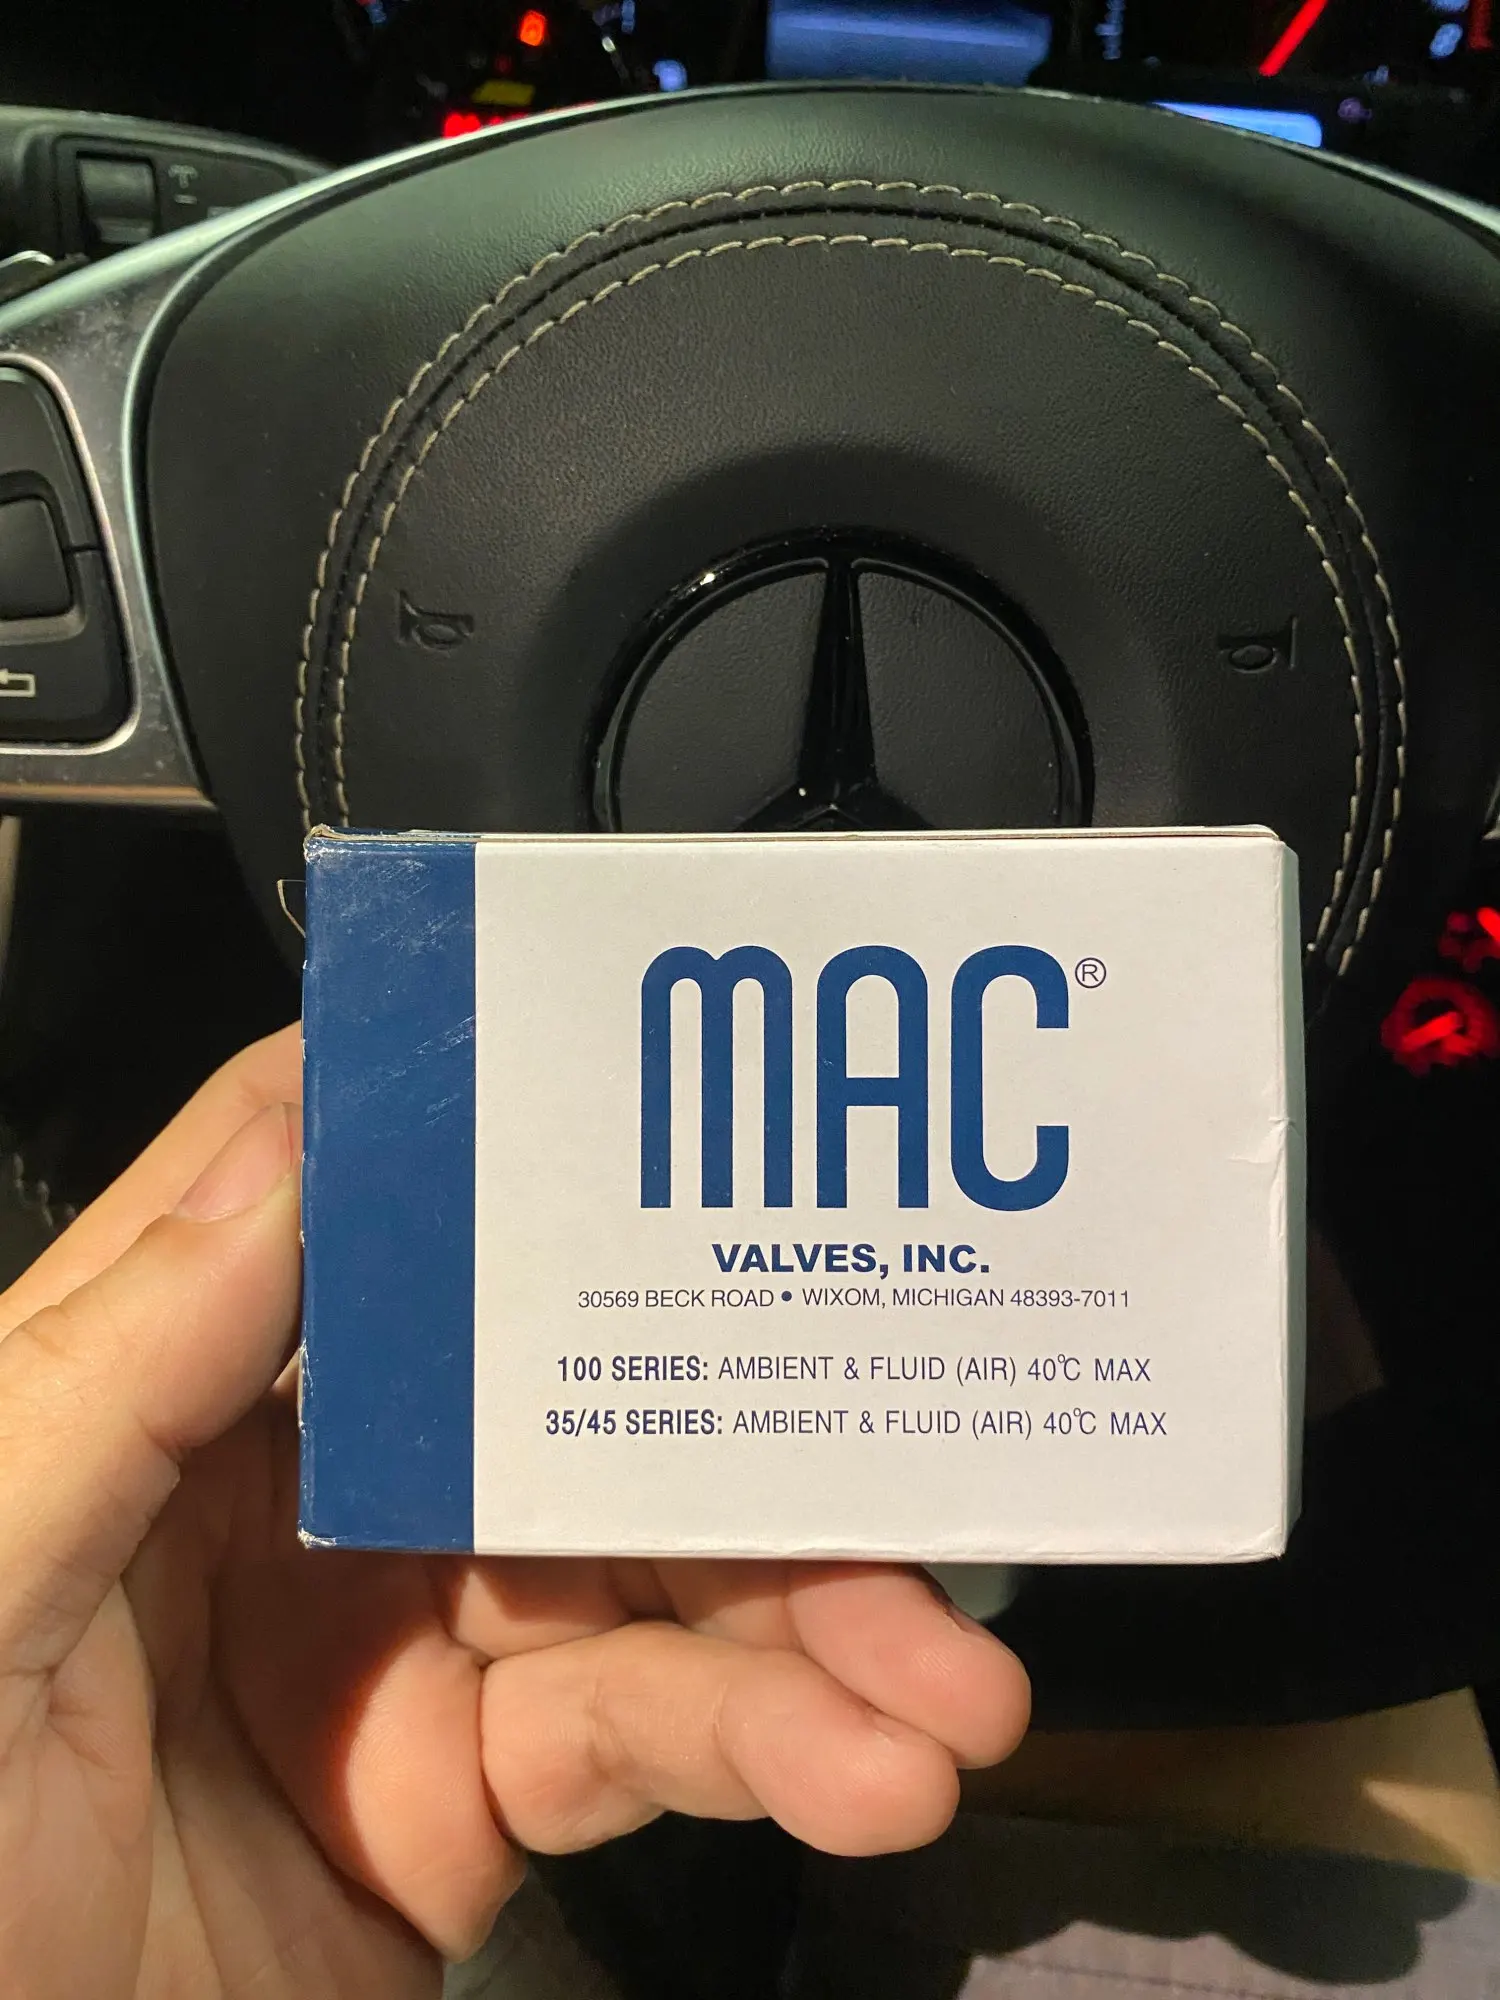 MAC®
VALVES, INC.
30569 BECK ROAD • WIXOM, MICHIGAN 48393-7011
100 SERIES: AMBIENT & FLUID (AIR) 40°C MAX
35/45 SERIES: AMBIENT & FLUID (AIR) 40°C MAX